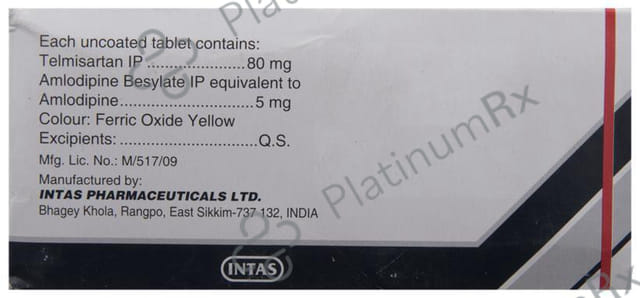 Each uncoated tablet contains:
Telmisartan IP.....................80 mg
Amlodipine Besylate IP equivalent to
Amlodipine...........................5 mg
Colour: Ferric Oxide Yellow
Excipients:............................Q.S.
Mfg. Lic. No.: M/517/09
Manufactured by:
INTAS PHARMACEUTICALS LTD.
Bhagey Khola, Rangpo, East Sikkim-737 132, INDIA
INTAS
PlatinumRx